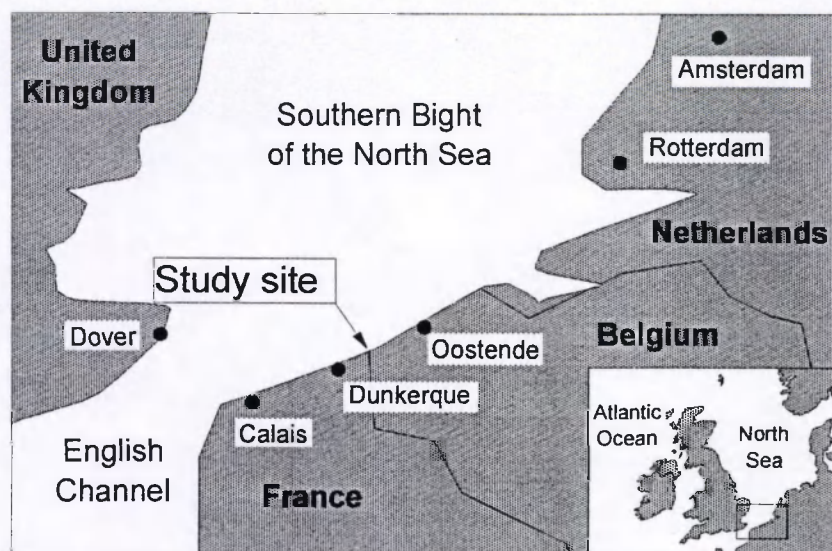 United
Kingdom
Southern Bight
of the North Sea
Amsterdam
Rotterdam
Netherlands
Study site
Dover
Oostende
Belgium
Dunkerque
Calais
English
Channel
France
Atlantic
Ocean
North
Sea